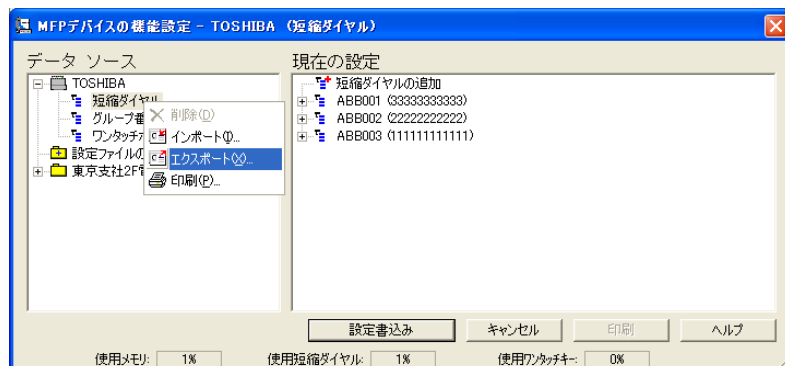 MFPデバイスの機能設定 - TOSHIBA （短縮ダイヤル）
データ ソース
現在の設定
TOSHIBA
短縮ダイヤル
グループ番
ワンタッチ
設定ファイルの
東京支社2F
削除(D)
インポート(I)...
エクスポート(X)...
印刷(P)...
短縮ダイヤルの追加
ABB001 (33333333333)
ABB002 (22222222222)
ABB003 (111111111111)
設定書込み
キャンセル
印刷
ヘルプ
使用メモリ: 1%
使用短縮ダイヤル: 1%
使用ワンタッチキー: 0%